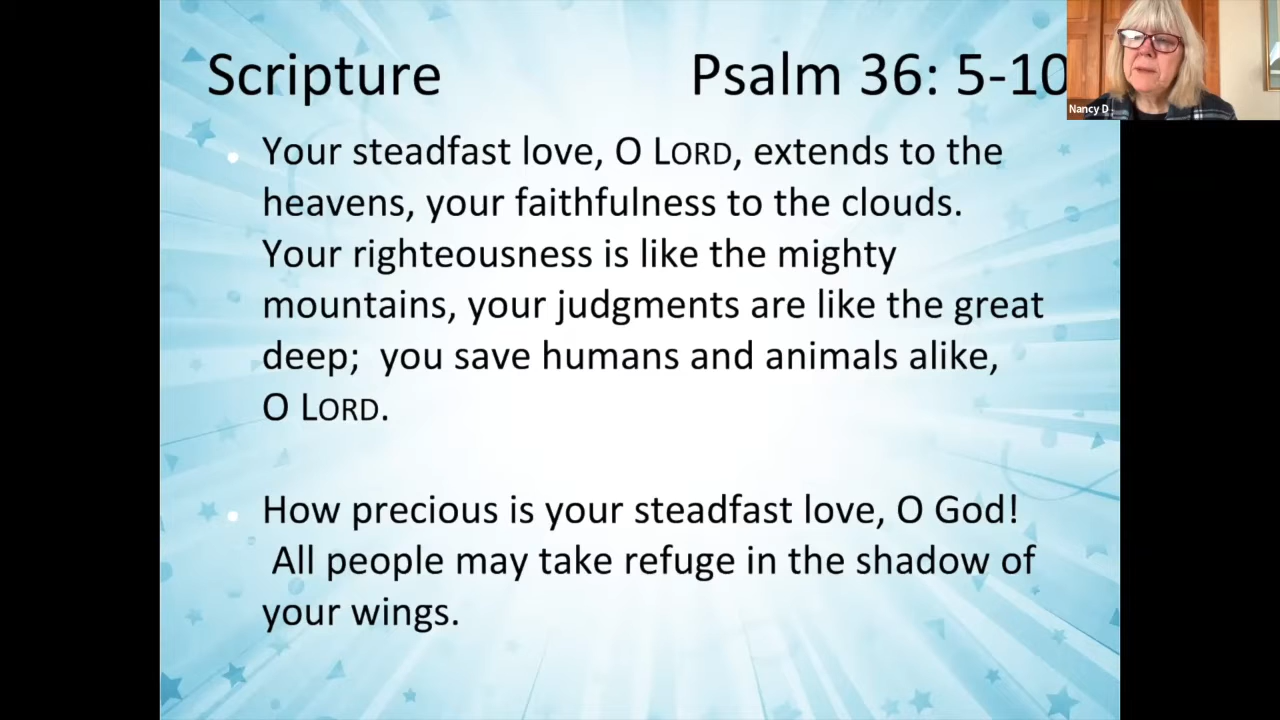 Scripture Psalm 36: 5-10
Nancy D
Your steadfast love, O LORD, extends to the
heavens, your faithfulness to the clouds.
Your righteousness is like the mighty
mountains, your judgments are like the great
deep;  you save humans and animals alike,
O LORD.
How precious is your steadfast love, O God!
All people may take refuge in the shadow of
your wings.